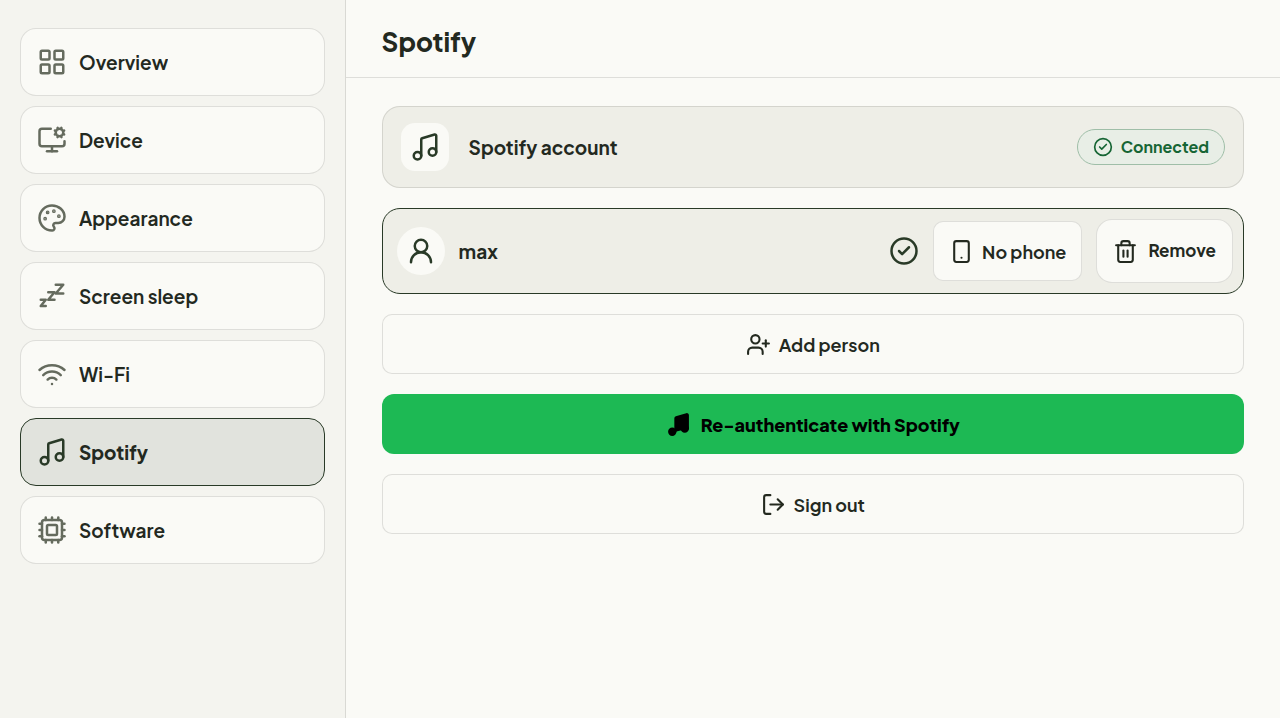 Overview
Device
Appearance
Screen sleep
Wi-Fi
Spotify
Software
Spotify
Spotify account
Connected
max
No phone
Remove
Add person
Re-authenticate with Spotify
Sign out